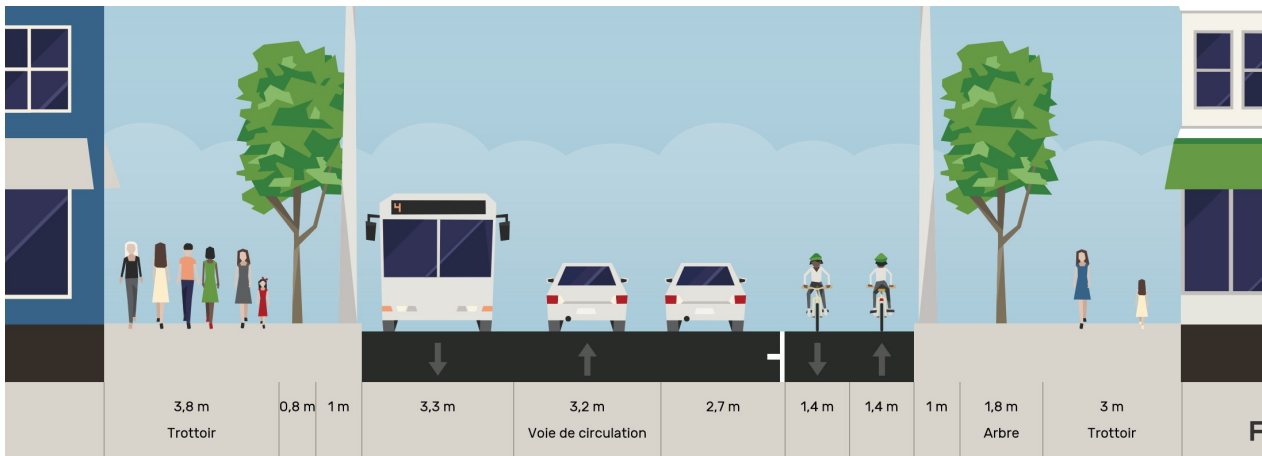 4
3,8 m
0,8 m
1 m
3,3 m
3,2 m
2,7 m
1,4 m
1,4 m
1 m
1,8 m
3 m
Trottoir
Voie de circulation
Arbre
Trottoir
F